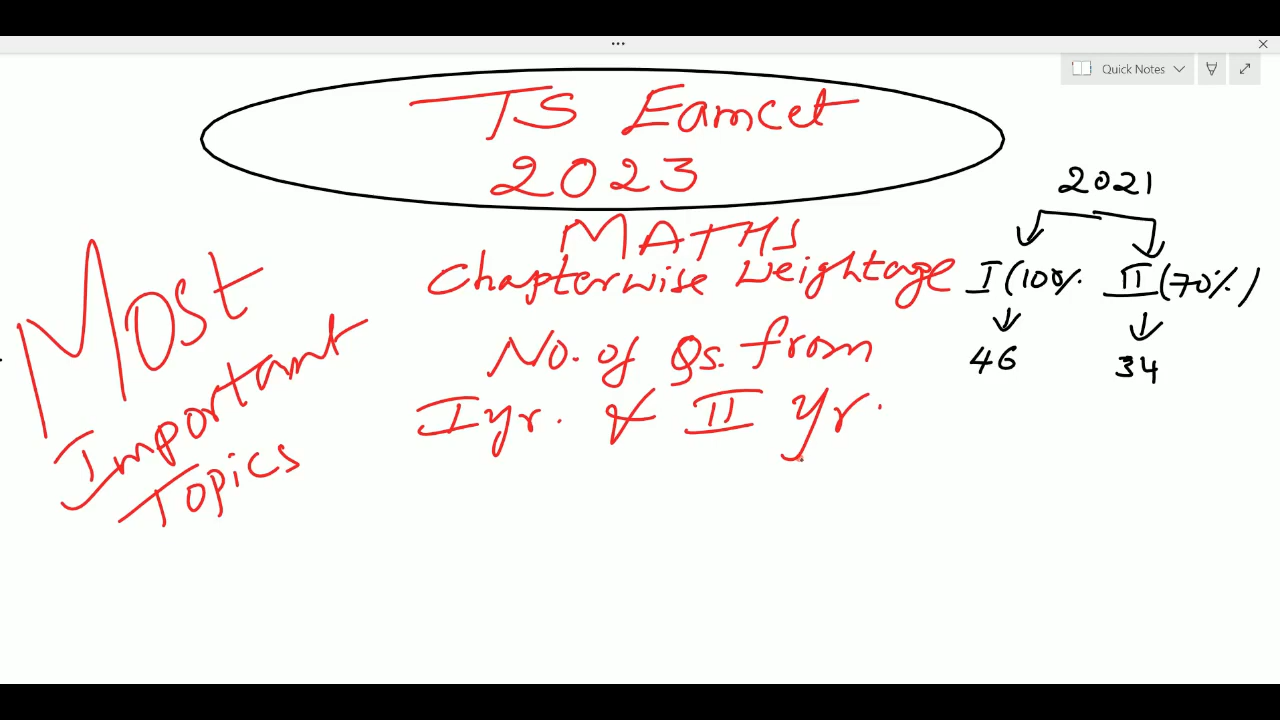 ...
Quick Notes
TS Eamcet
2023
MATHS
Chapterwise Weightage
No. of Qs. from
I yr. & II Yr.
Most
Important
Topics
2021
I (100% II (70%)
46 34